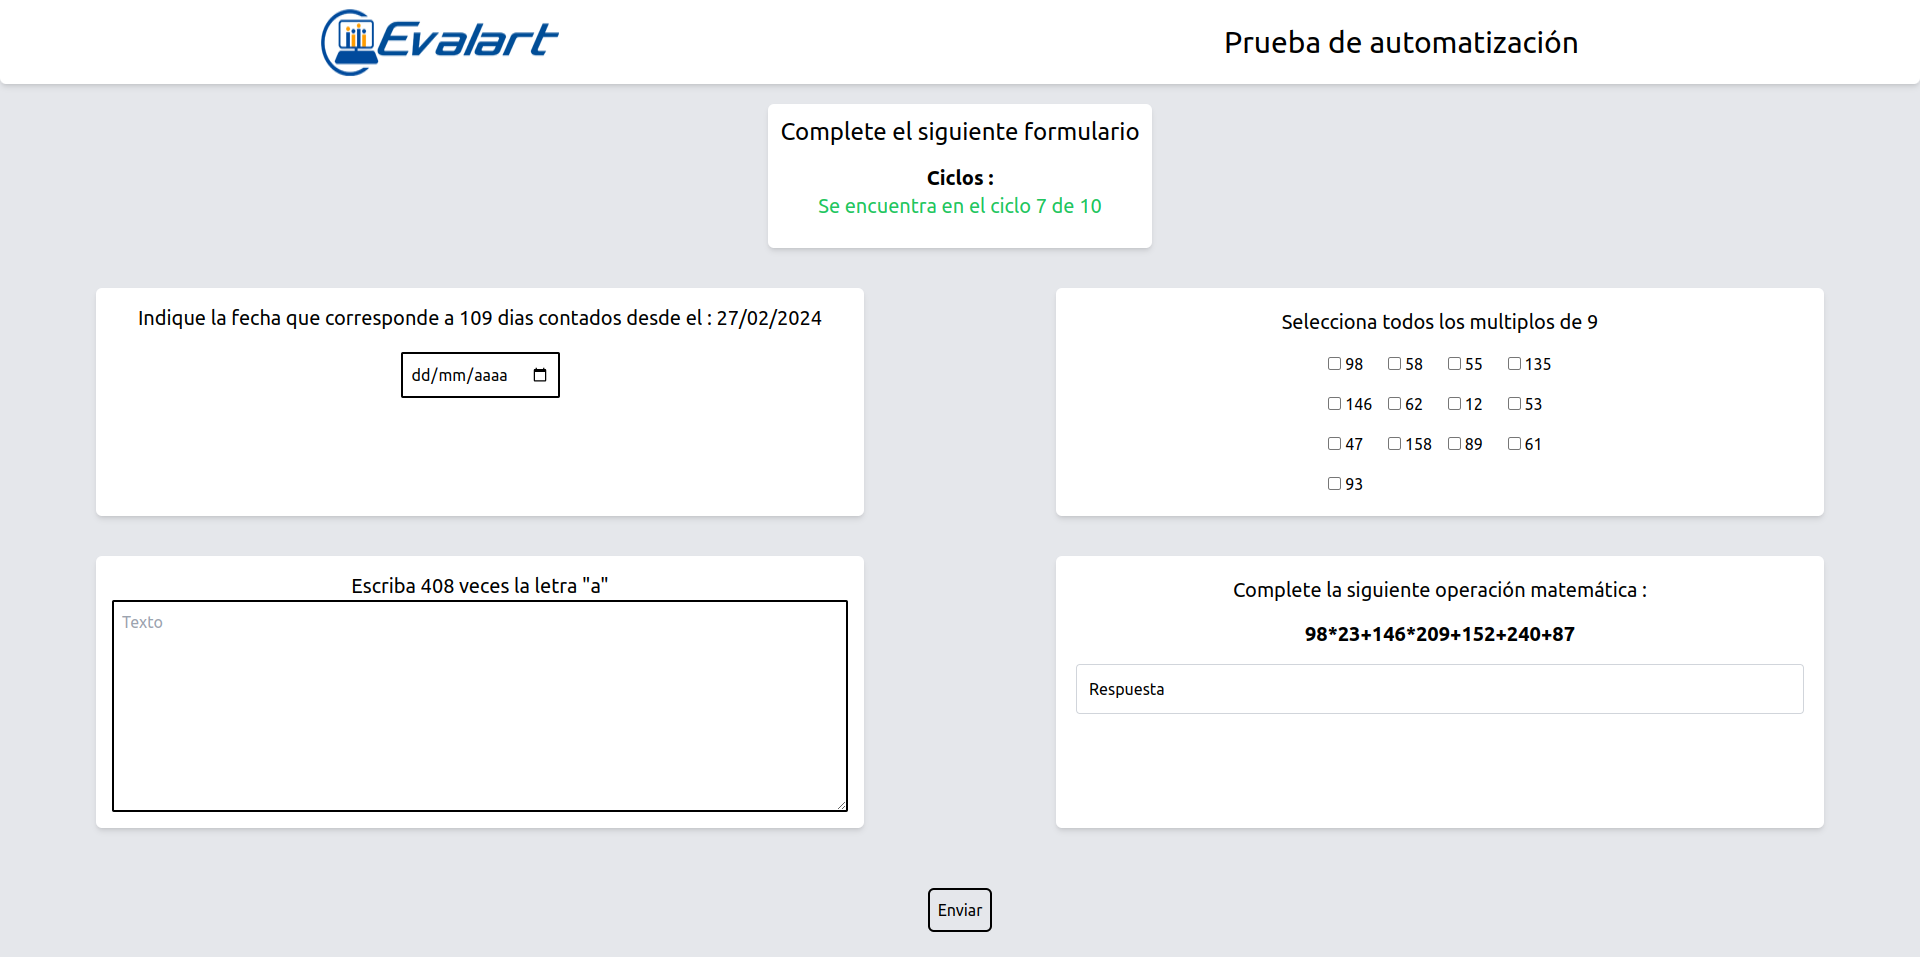 Evalart
Prueba de automatización
Complete el siguiente formulario
Ciclos :
Se encuentra en el ciclo 7 de 10
Indique la fecha que corresponde a 109 dias contados desde el : 27/02/2024
dd/mm/aaaa
Selecciona todos los multiplos de 9
98 58 55 135
146 62 12 53
47 158 89 61
93
Escriba 408 veces la letra "a"
Texto
Complete la siguiente operación matemática :
98*23+146*209+152+240+87
Respuesta
Enviar